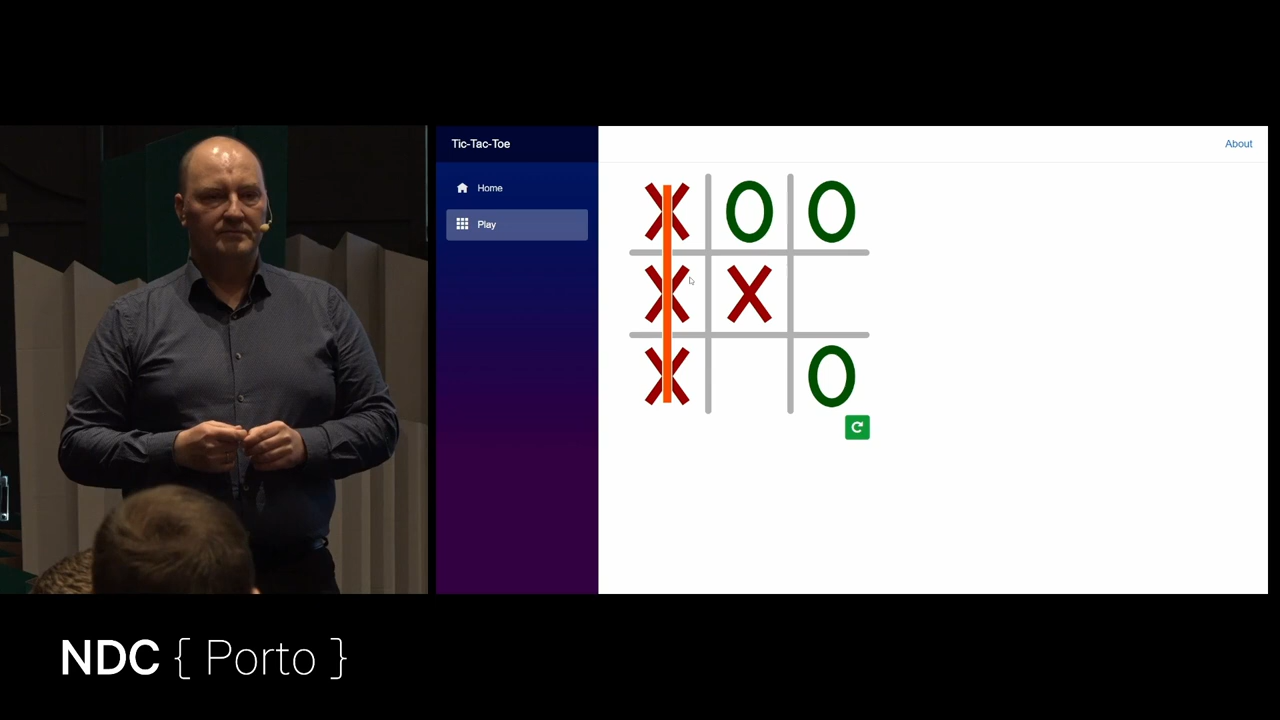 Tic-Tac-Toe
About
Home
Play
X O O
X X
X O
NDC { Porto }